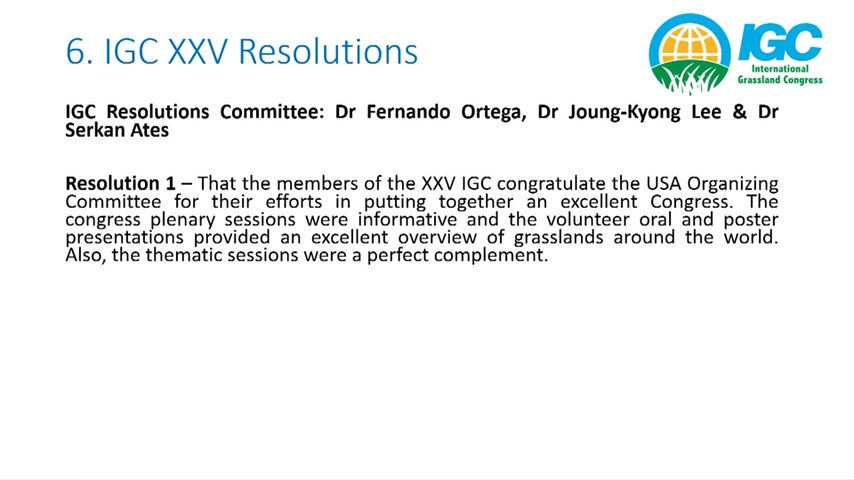 6. IGC XXV Resolutions
IGC
International
Grassland Congress
IGC Resolutions Committee: Dr Fernando Ortega, Dr Joung-Kyong Lee & Dr
Serkan Ates
Resolution 1 – That the members of the XXV IGC congratulate the USA Organizing
Committee for their efforts in putting together an excellent Congress. The
congress plenary sessions were informative and the volunteer oral and poster
presentations provided an excellent overview of grasslands around the world.
Also, the thematic sessions were a perfect complement.